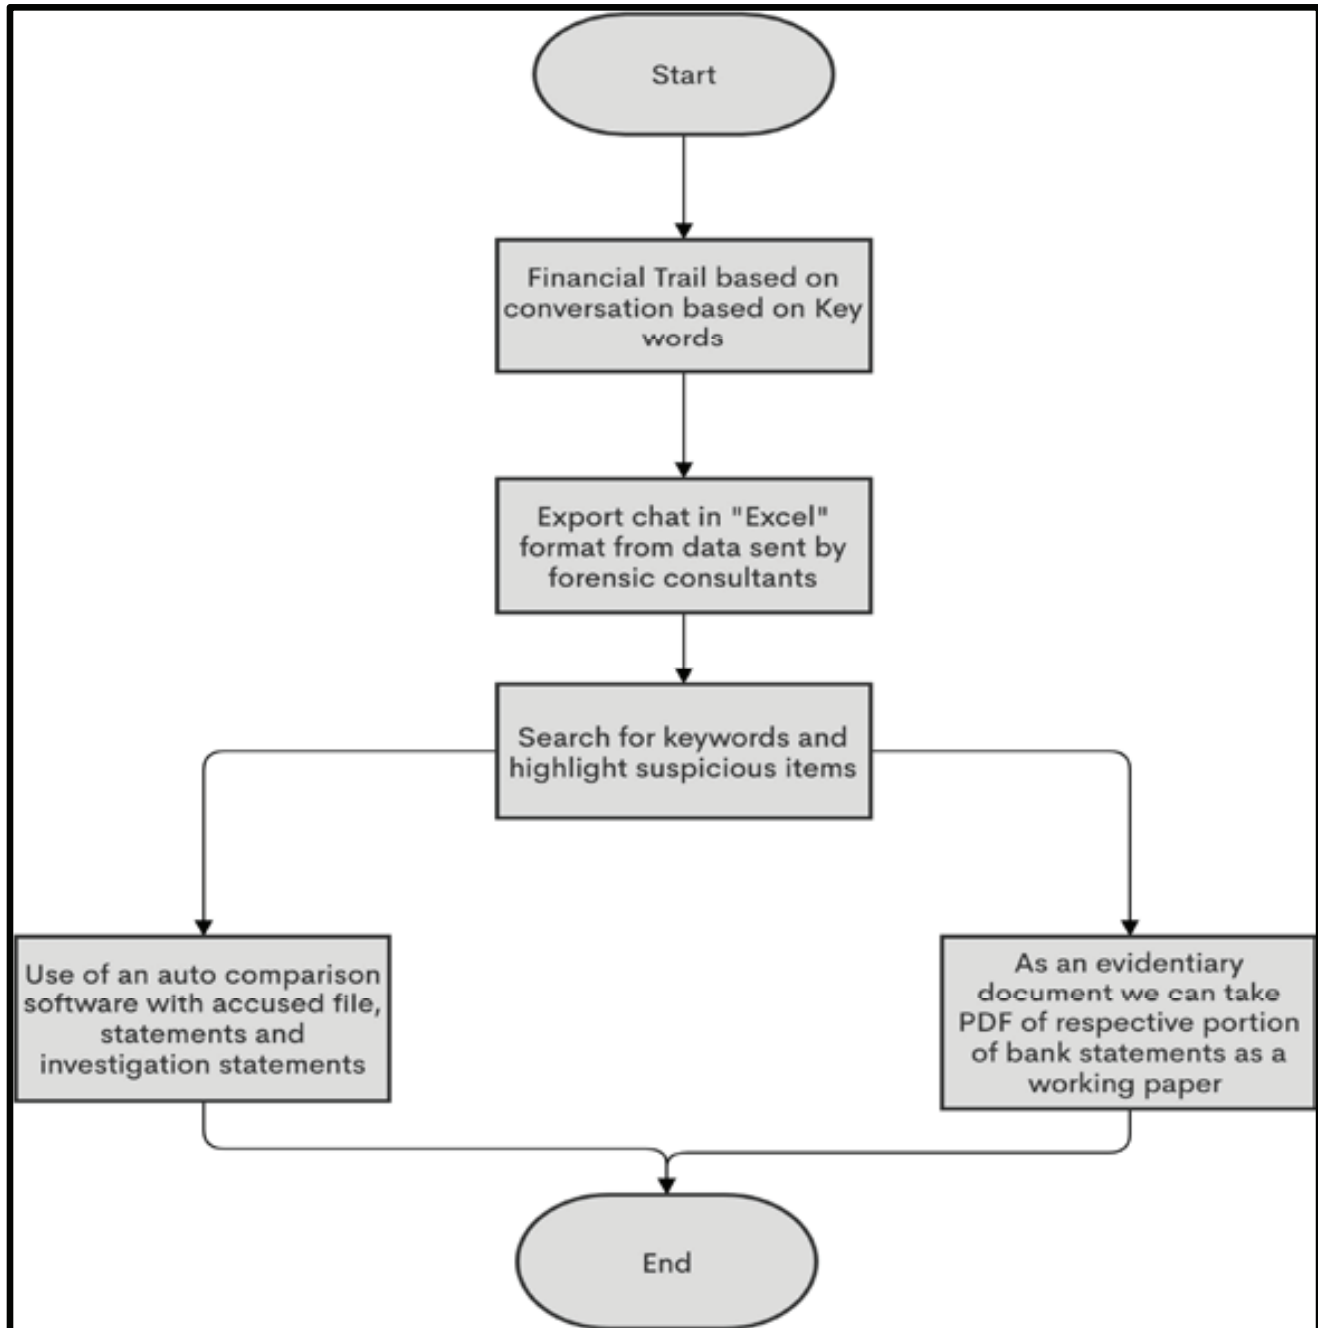 Start
Financial Trail based on
conversation based on Key
words
Export chat in "Excel"
format from data sent by
forensic consultants
Search for keywords and
highlight suspicious items
Use of an auto comparison
software with accused file,
statements and
investigation statements
As an evidentiary
document we can take
PDF of respective portion
of bank statements as a
working paper
End